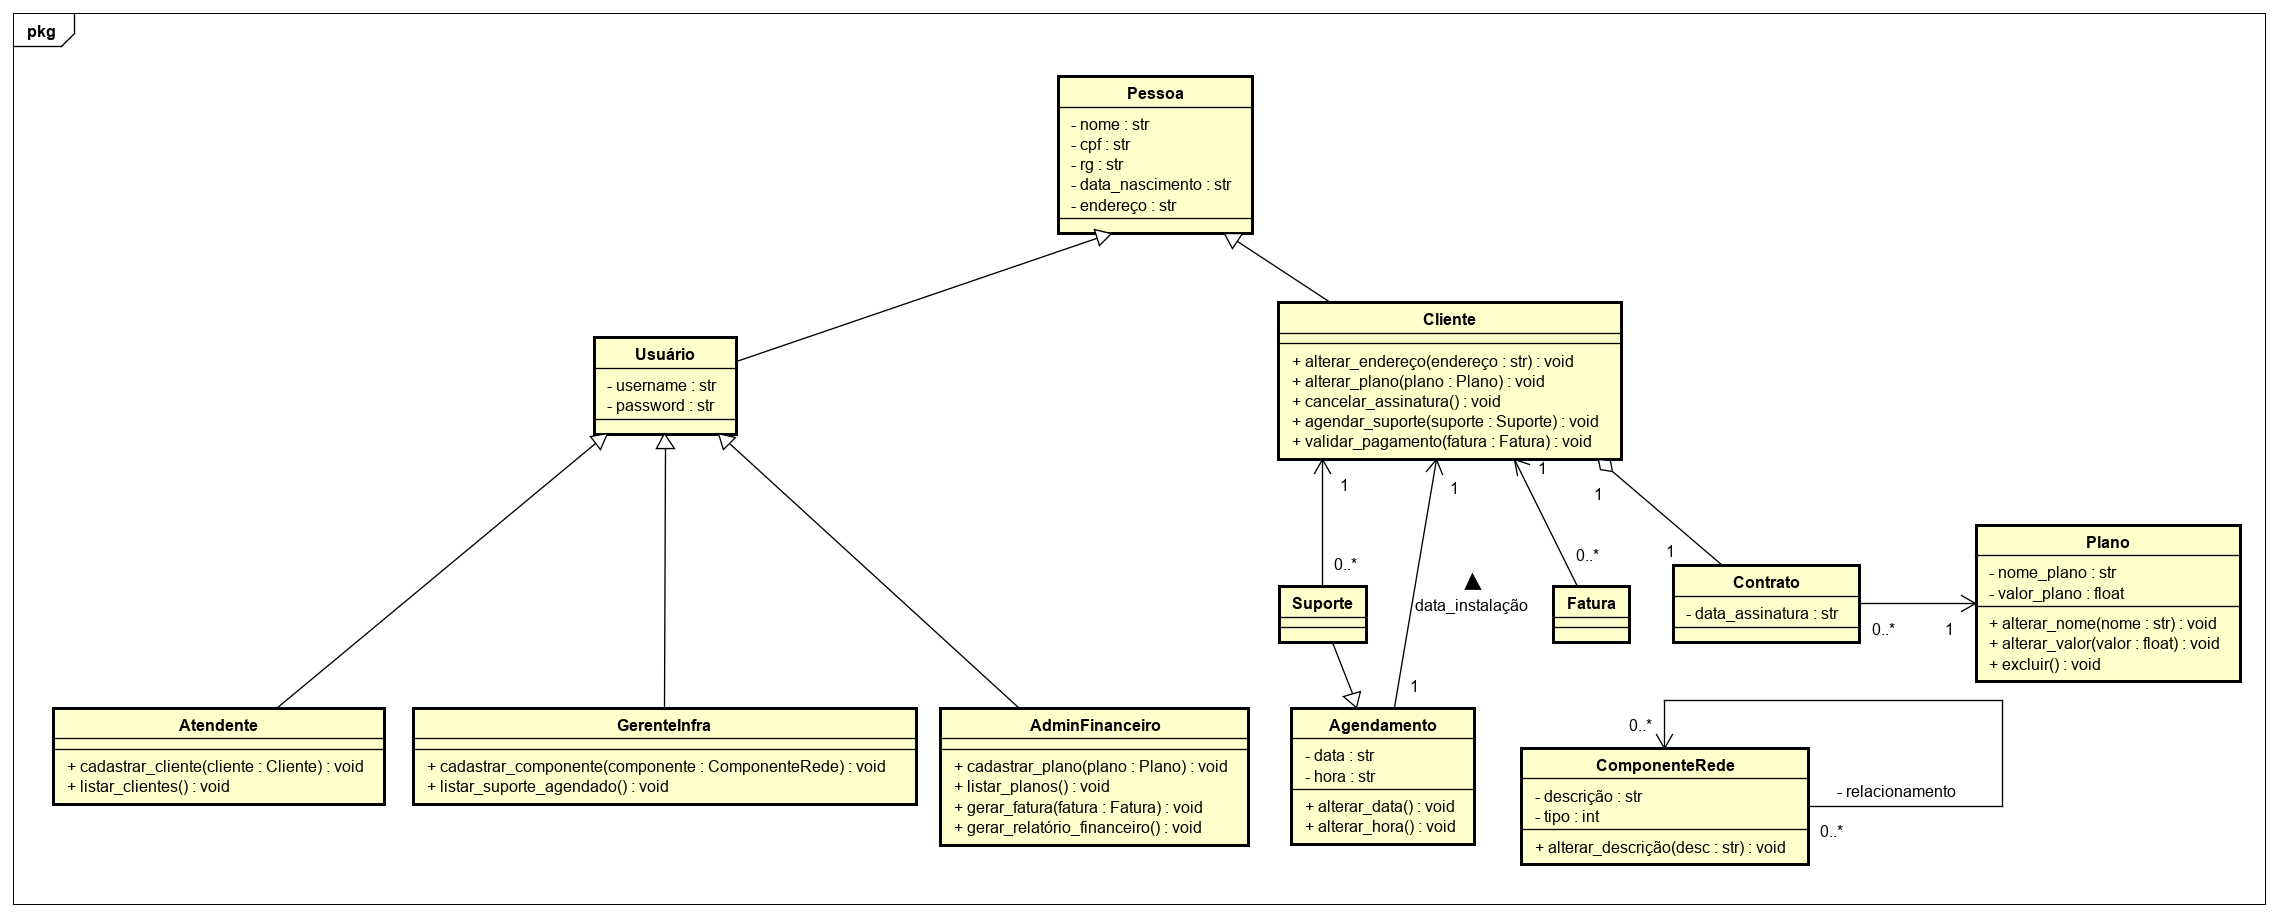 pkg
Pessoa
- nome : str
- cpf : str
- rg : str
- data_nascimento : str
- endereço : str
Cliente
+ alterar_endereço(endereço : str) : void
+ alterar_plano(plano : Plano) : void
+ cancelar_assinatura() : void
+ agendar_suporte(suporte : Suporte) : void
+ validar_pagamento(fatura : Fatura) : void
Usuário
- username : str
- password : str
1
1
1
1
0..*
0..*
1
data_instalação
Suporte
Fatura
Contrato
- data_assinatura : str
0..*
1
Plano
- nome_plano : str
- valor_plano : float
+ alterar_nome(nome : str) : void
+ alterar_valor(valor : float) : void
+ excluir() : void
1
Atendente
+ cadastrar_cliente(cliente : Cliente) : void
+ listar_clientes() : void
GerenteInfra
+ cadastrar_componente(componente : ComponenteRede) : void
+ listar_suporte_agendado() : void
AdminFinanceiro
+ cadastrar_plano(plano : Plano) : void
+ listar_planos() : void
+ gerar_fatura(fatura : Fatura) : void
+ gerar_relatório_financeiro() : void
Agendamento
- data : str
- hora : str
+ alterar_data() : void
+ alterar_hora() : void
0..*
ComponenteRede
- descrição : str
- tipo : int
+ alterar_descrição(desc : str) : void
- relacionamento
0..*